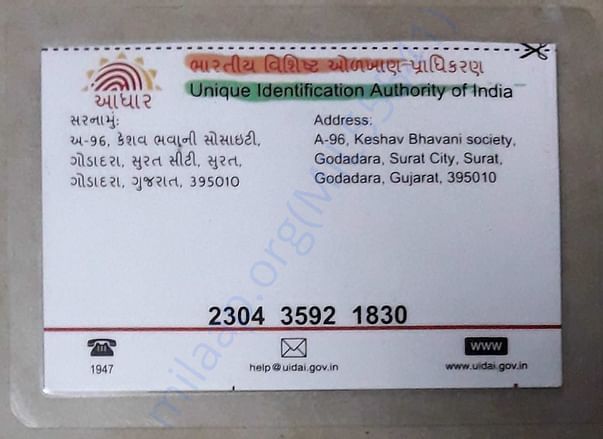 ભારતીય વિશિષ્ટ ઓળખાણ પ્રાધિકરણ
Unique Identification Authority of India
આધાર
સરનામું:
અ-96, કેશવ ભવાની સોસાઇટી,
ગોડાદરા, સુરત સીટી, સુરત,
ગોડાદરા, ગુજરાત, 395010
Address:
A-96, Keshav Bhavani society,
Godadara, Surat City, Surat,
Godadara, Gujarat, 395010
2304 3592 1830
1947
help@uidai.gov.in
www
www.uidai.gov.in